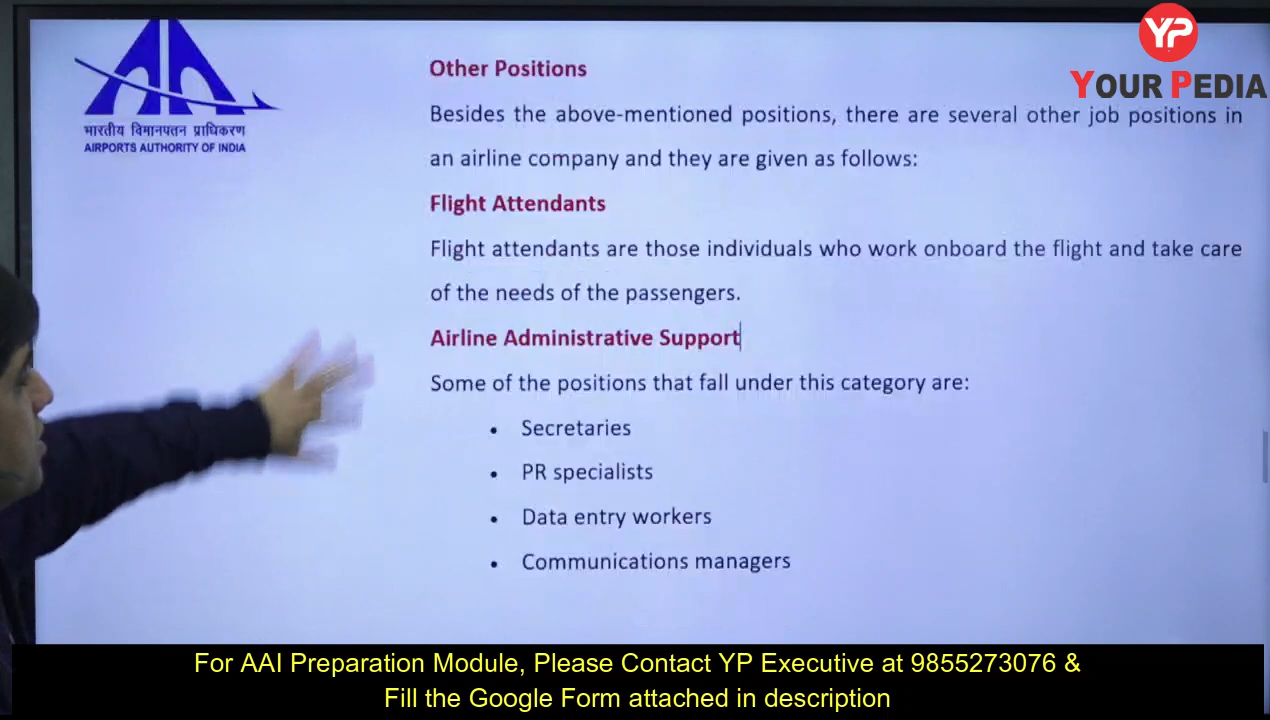 YP
YOUR PEDIA
भारतीय विमानपत्तन प्राधिकरण
AIRPORTS AUTHORITY OF INDIA
Other Positions
Besides the above-mentioned positions, there are several other job positions in
an airline company and they are given as follows:
Flight Attendants
Flight attendants are those individuals who work onboard the flight and take care
of the needs of the passengers.
Airline Administrative Support
Some of the positions that fall under this category are:
• Secretaries
• PR specialists
• Data entry workers
• Communications managers
For AAI Preparation Module, Please Contact YP Executive at 9855273076 &
Fill the Google Form attached in description